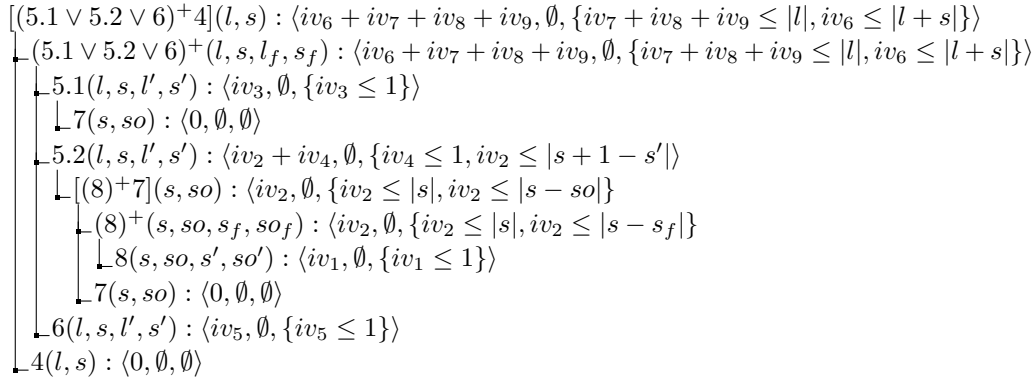 [(5.1 ∨ 5.2 ∨ 6)⁺4](l, s) : ⟨iv₆ + iv₇ + iv₈ + iv₉, ∅, {iv₇ + iv₈ + iv₉ ≤ |l|, iv₆ ≤ |l + s|}⟩
(5.1 ∨ 5.2 ∨ 6)⁺(l, s, l_f, s_f) : ⟨iv₆ + iv₇ + iv₈ + iv₉, ∅, {iv₇ + iv₈ + iv₉ ≤ |l|, iv₆ ≤ |l + s|}⟩
5.1(l, s, l′, s′) : ⟨iv₃, ∅, {iv₃ ≤ 1}⟩
7(s, so) : ⟨0, ∅, ∅⟩
5.2(l, s, l′, s′) : ⟨iv₂ + iv₄, ∅, {iv₄ ≤ 1, iv₂ ≤ |s + 1 − s′|⟩
[(8)⁺7](s, so) : ⟨iv₂, ∅, {iv₂ ≤ |s|, iv₂ ≤ |s − so|}
(8)⁺(s, so, s_f, so_f) : ⟨iv₂, ∅, {iv₂ ≤ |s|, iv₂ ≤ |s − s_f|}
8(s, so, s′, so′) : ⟨iv₁, ∅, {iv₁ ≤ 1}⟩
7(s, so) : ⟨0, ∅, ∅⟩
6(l, s, l′, s′) : ⟨iv₅, ∅, {iv₅ ≤ 1}⟩
4(l, s) : ⟨0, ∅, ∅⟩